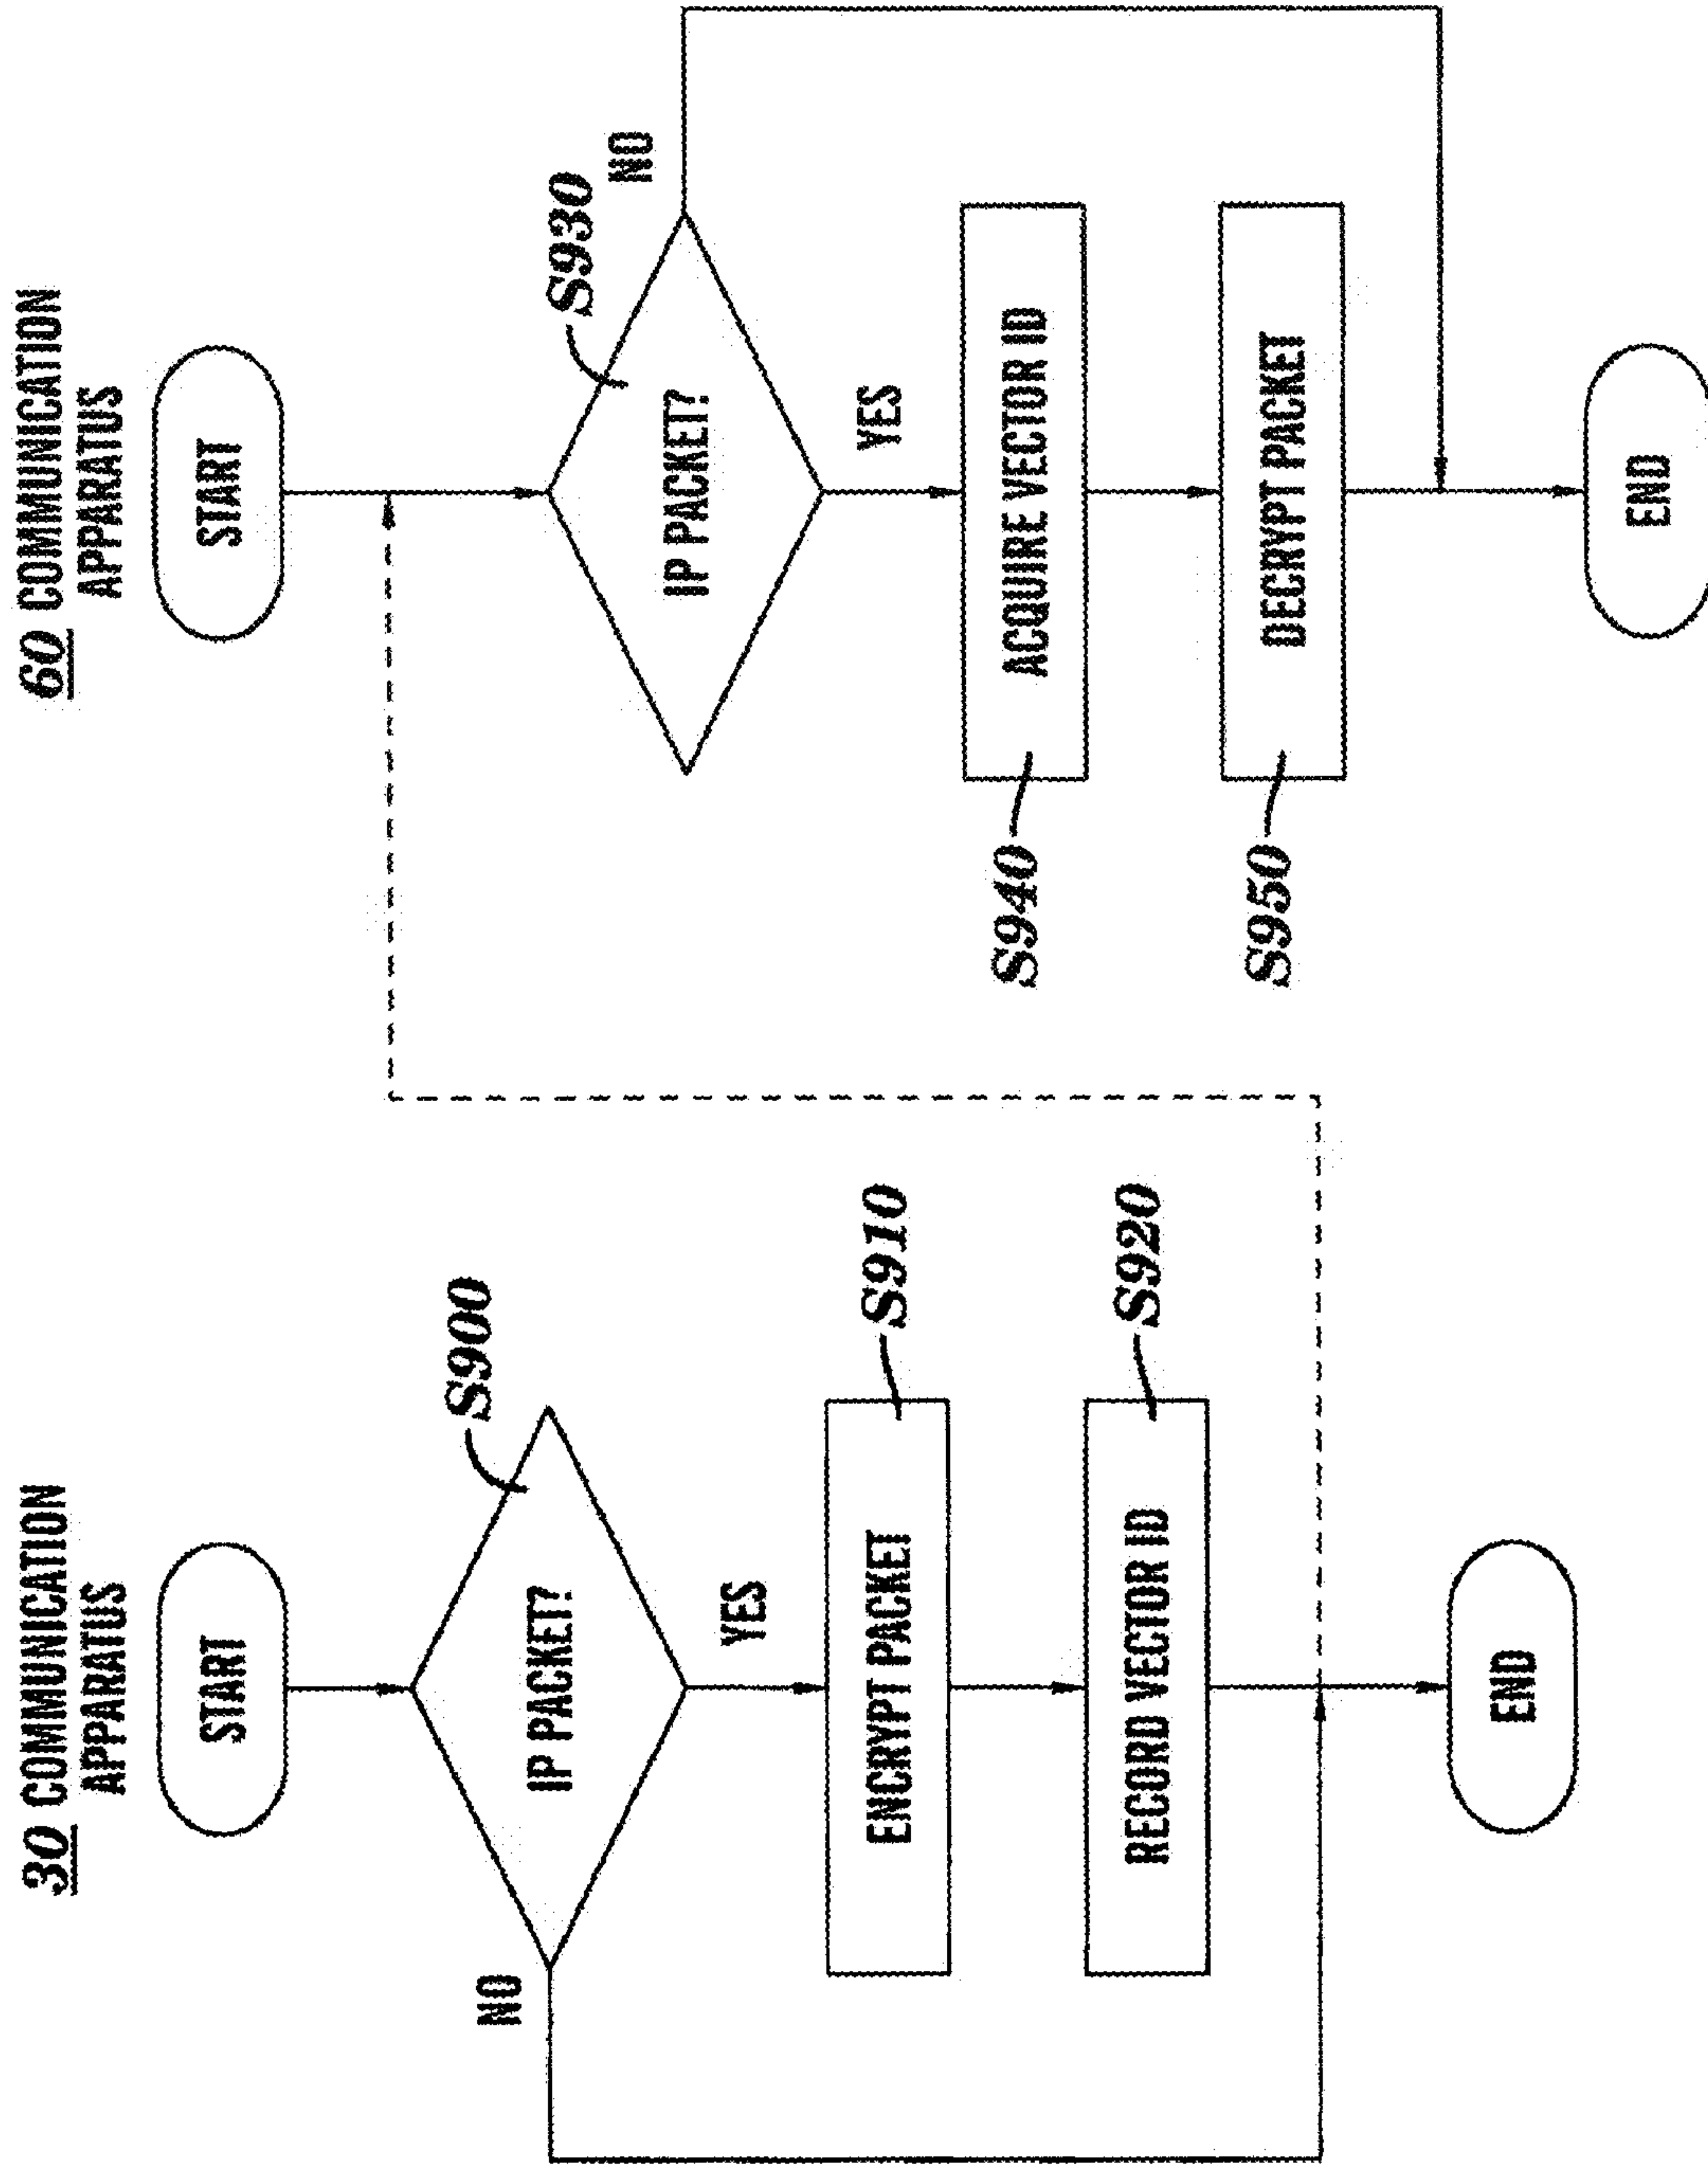 30 COMMUNICATION
APPARATUS
START
S900
IP PACKET?
NO
YES
S910
ENCRYPT PACKET
S920
RECORD VECTOR ID
END
60 COMMUNICATION
APPARATUS
START
S930
IP PACKET?
NO
YES
S940
ACQUIRE VECTOR ID
S950
DECRYPT PACKET
END